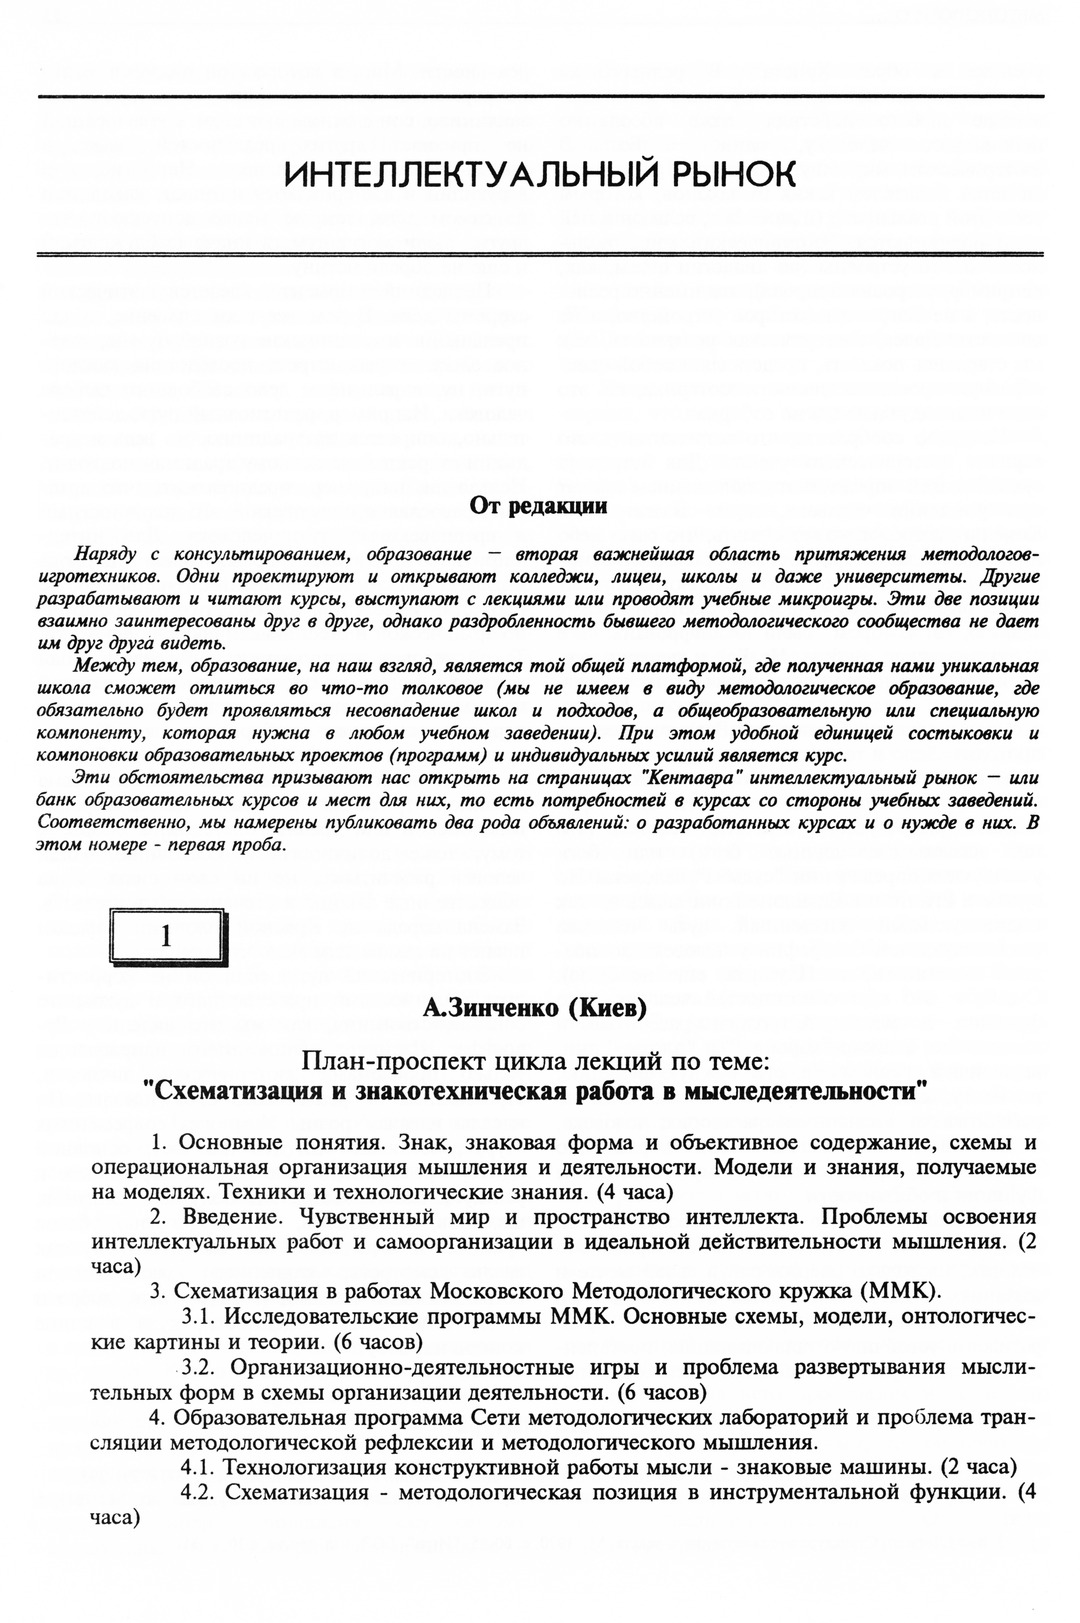 ИНТЕЛЛЕКТУАЛЬНЫЙ РЫНОК
От редакции
Наряду с консультированием, образование — вторая важнейшая область притяжения методологов-
игротехников. Одни проектируют и открывают колледжи, лицеи, школы и даже университеты. Другие
разрабатывают и читают курсы, выступают с лекциями или проводят учебные микроигры. Эти две позиции
взаимно заинтересованы друг в друге, однако раздробленность бывшего методологического сообщества не дает
им друг друга видеть.
Между тем, образование, на наш взгляд, является той общей платформой, где полученная нами уникальная
школа сможет отлиться во что-то толковое (мы не имеем в виду методологическое образование, где
обязательно будет проявляться несовпадение школ и подходов, а общеобразовательную или специальную
компоненту, которая нужна в любом учебном заведении). При этом удобной единицей состыковки и
компоновки образовательных проектов (программ) и индивидуальных усилий является курс.
Эти обстоятельства призывают нас открыть на страницах "Кентавра" интеллектуальный рынок — или
банк образовательных курсов и мест для них, то есть потребностей в курсах со стороны учебных заведений.
Соответственно, мы намерены публиковать два рода объявлений: о разработанных курсах и о нужде в них. В
этом номере - первая проба.
1
А.Зинченко (Киев)
План-проспект цикла лекций по теме:
"Схематизация и знакотехническая работа в мыследеятельности"
1. Основные понятия. Знак, знаковая форма и объективное содержание, схемы и
операциональная организация мышления и деятельности. Модели и знания, получаемые
на моделях. Техники и технологические знания. (4 часа)
2. Введение. Чувственный мир и пространство интеллекта. Проблемы освоения
интеллектуальных работ и самоорганизации в идеальной действительности мышления. (2
часа)
3. Схематизация в работах Московского Методологического кружка (ММК).
3.1. Исследовательские программы ММК. Основные схемы, модели, онтологичес-
кие картины и теории. (6 часов)
3.2. Организационно-деятельностные игры и проблема развертывания мысли-
тельных форм в схемы организации деятельности. (6 часов)
4. Образовательная программа Сети методологических лабораторий и проблема тран-
сляции методологической рефлексии и методологического мышления.
4.1. Технологизация конструктивной работы мысли - знаковые машины. (2 часа)
4.2. Схематизация - методологическая позиция в инструментальной функции. (4
часа)